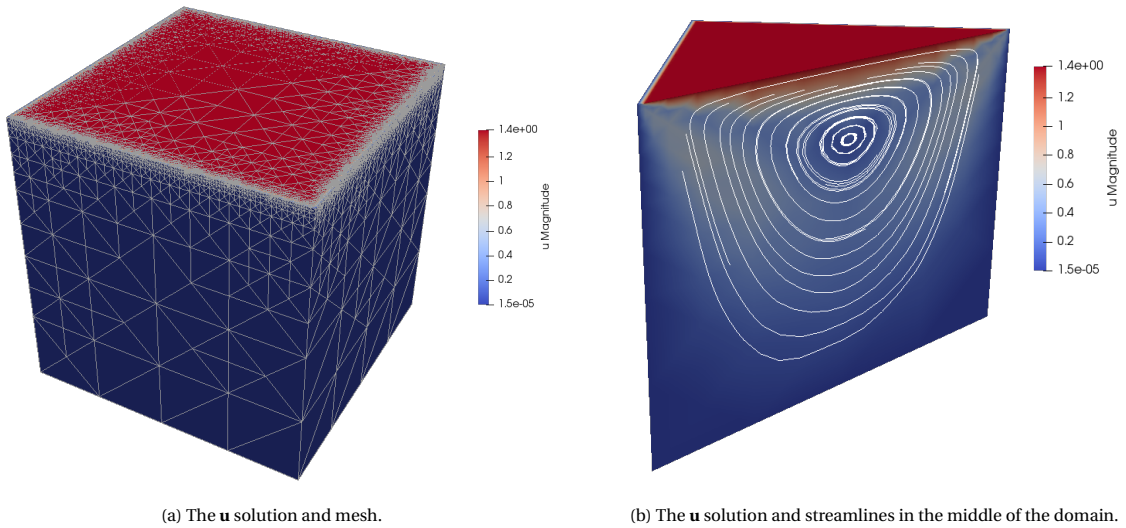 1.4e+00
1.2
1
0.8
0.6
0.4
0.2
1.5e-05
u Magnitude
1.4e+00
1.2
1
0.8
0.6
0.4
0.2
1.5e-05
u Magnitude
(a) The u solution and mesh.
(b) The u solution and streamlines in the middle of the domain.